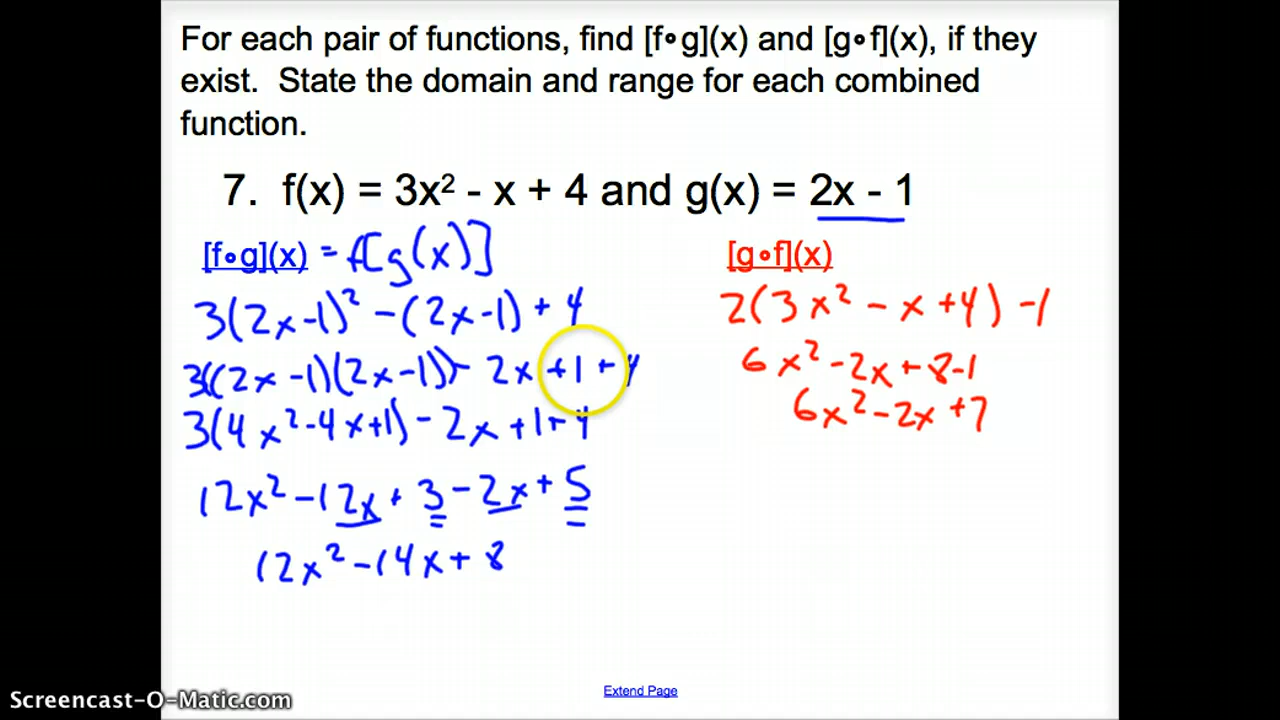 For each pair of functions, find [f∘g](x) and [g∘f](x), if they
exist. State the domain and range for each combined
function.
7. f(x) = 3x² - x + 4 and g(x) = 2x - 1
[f∘g](x) = f[g(x)]
3(2x-1)² - (2x-1) + 4
3((2x-1)(2x-1)) - 2x + 1 + 4
3(4x²-4x+1) - 2x + 1 + 4
12x² - 12x + 3 - 2x + 5
12x² - 14x + 8
[g∘f](x)
2(3x² - x + 4) - 1
6x² - 2x + 8 - 1
6x² - 2x + 7
Extend Page
Screencast-O-Matic.com